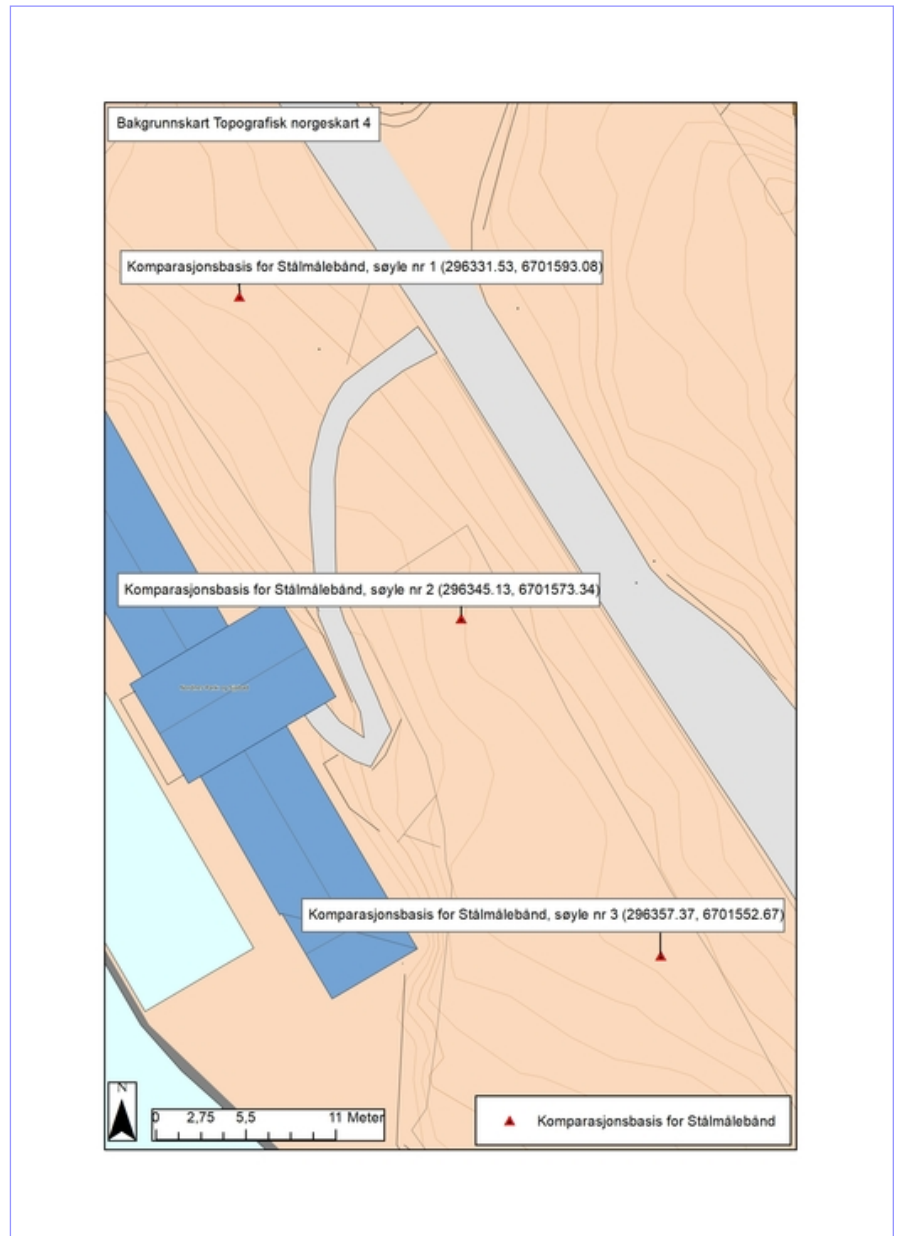 Bakgrunnskart Topografisk norgeskart 4
Komparasjonsbasis for Stålmålebånd, søyle nr 1 (296331.53, 6701593.08)
Komparasjonsbasis for Stålmålebånd, søyle nr 2 (296345.13, 6701573.34)
Komparasjonsbasis for Stålmålebånd, søyle nr 3 (296357.37, 6701552.67)
N
0 2,75 5,5 11 Meter
Komparasjonsbasis for Stålmålebånd